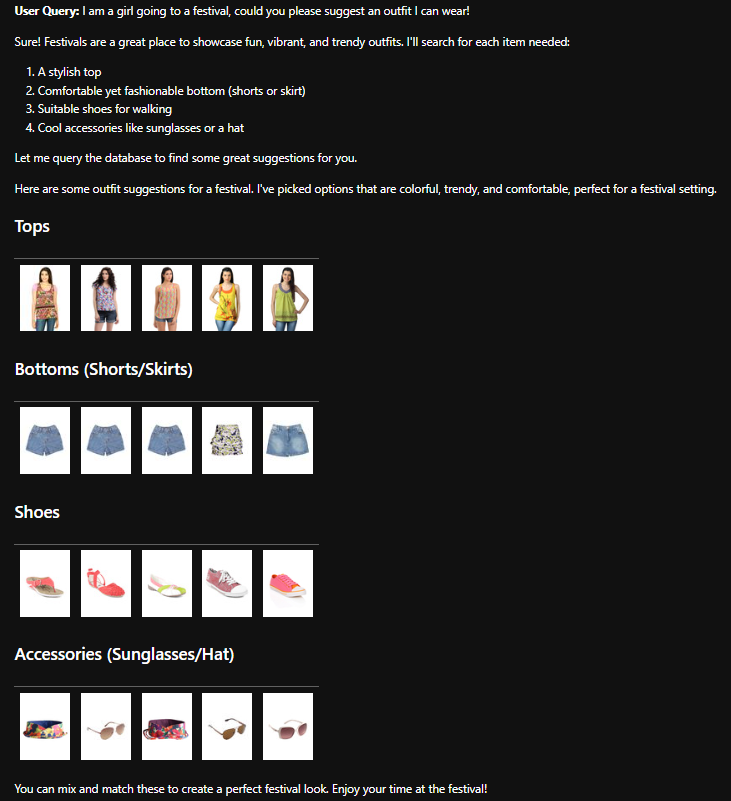 User Query: I am a girl going to a festival, could you please suggest an outfit I can wear!
Sure! Festivals are a great place to showcase fun, vibrant, and trendy outfits. I'll search for each item needed:
1. A stylish top
2. Comfortable yet fashionable bottom (shorts or skirt)
3. Suitable shoes for walking
4. Cool accessories like sunglasses or a hat
Let me query the database to find some great suggestions for you.
Here are some outfit suggestions for a festival. I've picked options that are colorful, trendy, and comfortable, perfect for a festival setting.
Tops
Bottoms (Shorts/Skirts)
Shoes
Accessories (Sunglasses/Hat)
You can mix and match these to create a perfect festival look. Enjoy your time at the festival!